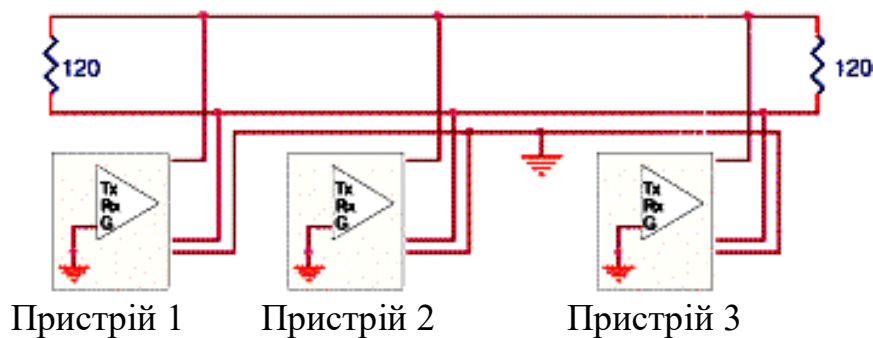 120
120
Tx
Rx
G
Tx
Rx
G
Tx
Rx
G
Пристрій 1
Пристрій 2
Пристрій 3